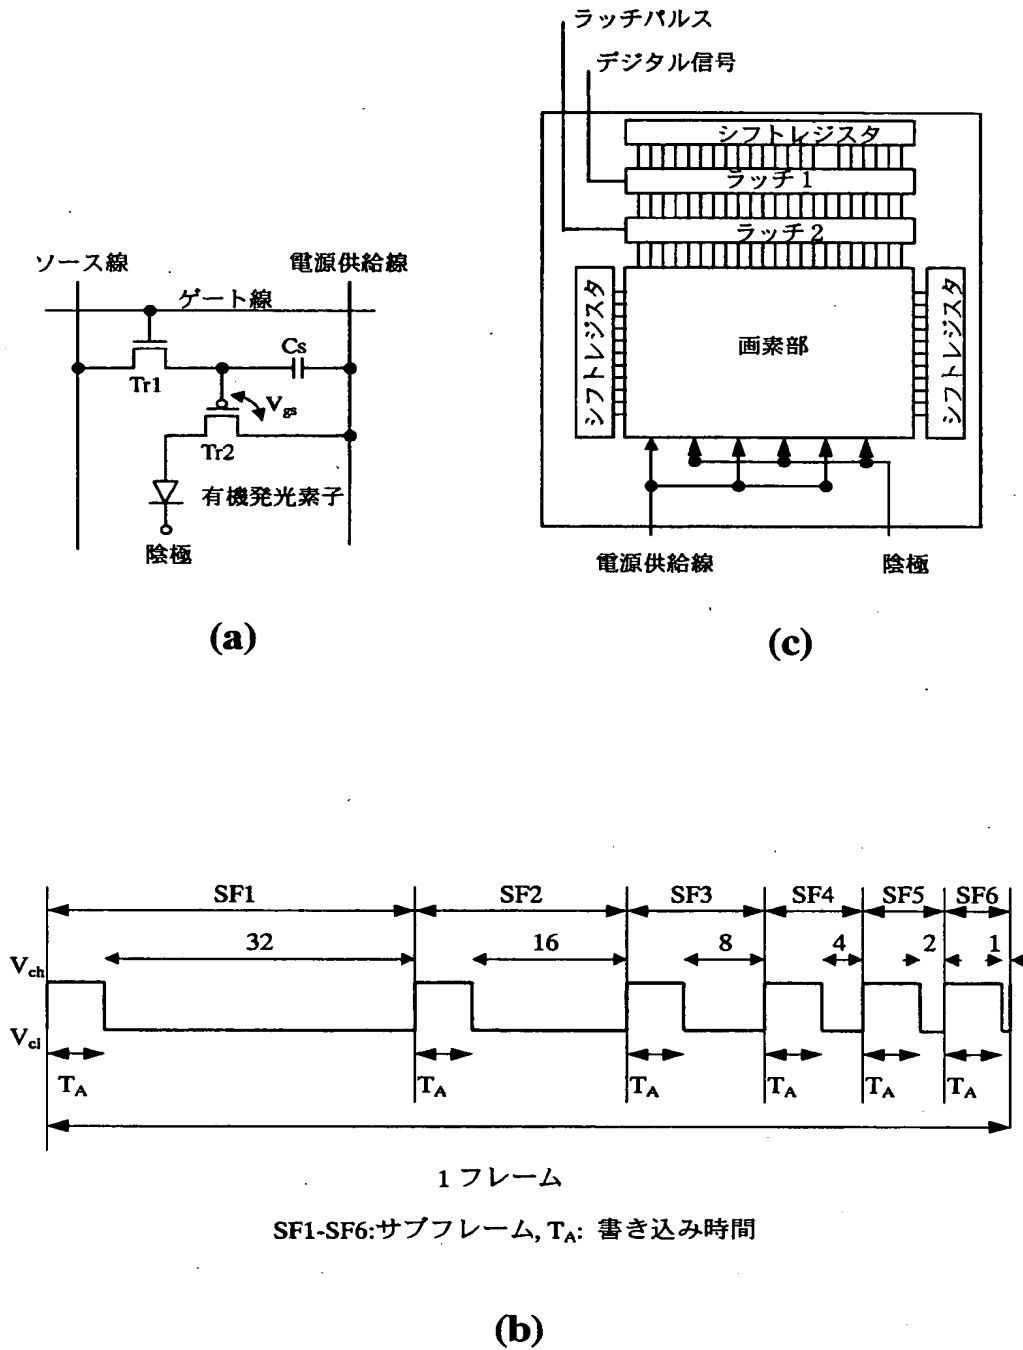 ラッチパルス
デジタル信号
シフトレジスタ
ラッチ1
ラッチ2
シフトレジスタ
画素部
シフトレジスタ
電源供給線
陰極
(c)
ソース線
電源供給線
ゲート線
Cs
Tr1
Vgs
Tr2
有機発光素子
陰極
(a)
SF1 SF2 SF3 SF4 SF5 SF6
32 16 8 4 2 1
Vch
Vcl
TA TA TA TA TA TA
1 フレーム
SF1-SF6:サブフレーム, TA: 書き込み時間
(b)